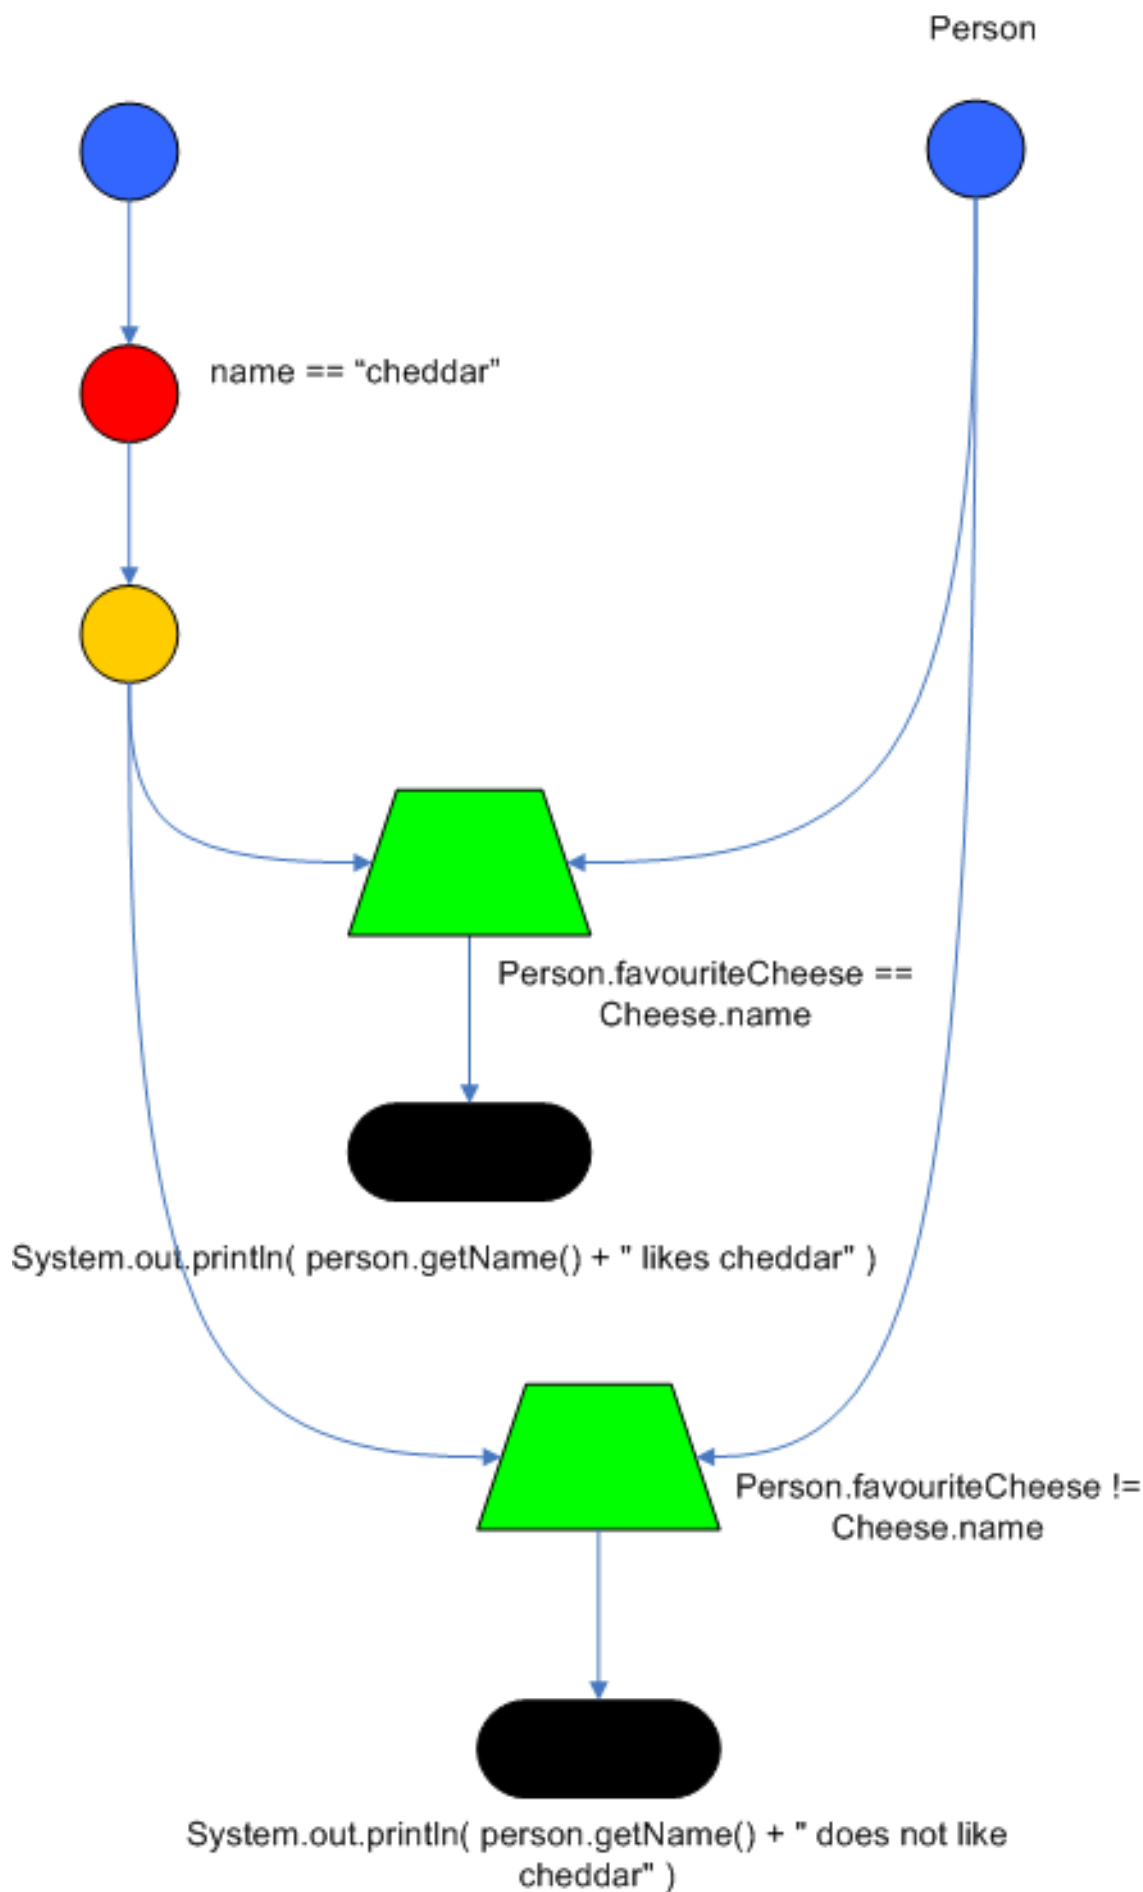 Person
name == “cheddar”
Person.favouriteCheese ==
Cheese.name
System.out.println( person.getName() + " likes cheddar" )
Person.favouriteCheese !=
Cheese.name
System.out.println( person.getName() + " does not like
cheddar" )